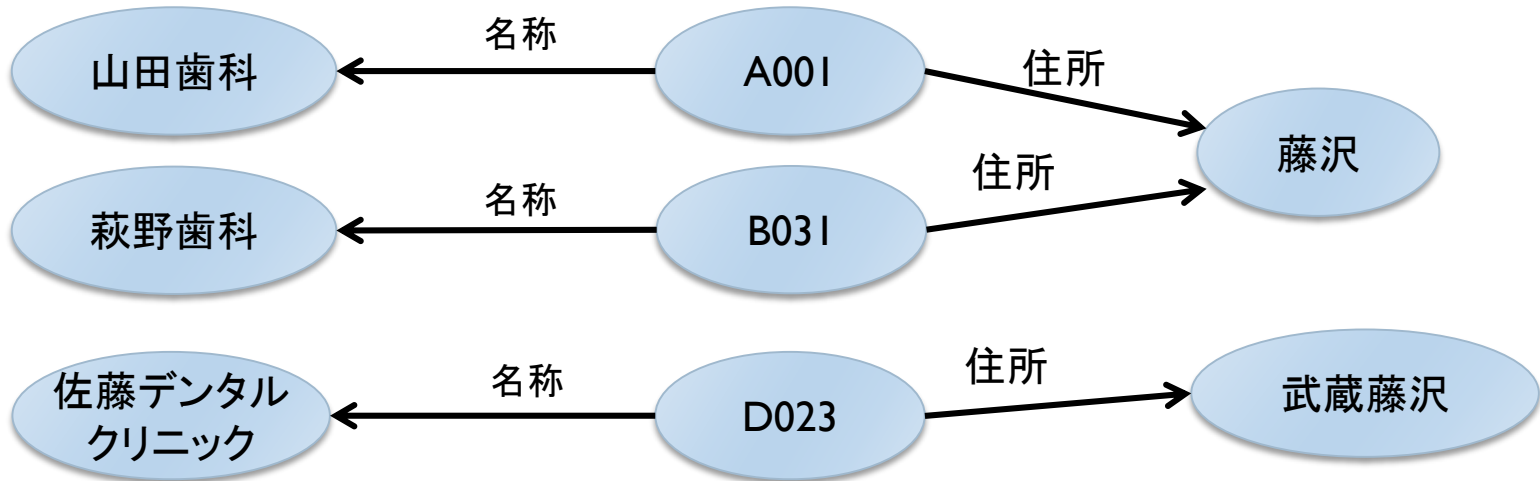 山田歯科
名称
A001
住所
藤沢
萩野歯科
名称
B031
住所
佐藤デンタル
クリニック
名称
D023
住所
武蔵藤沢